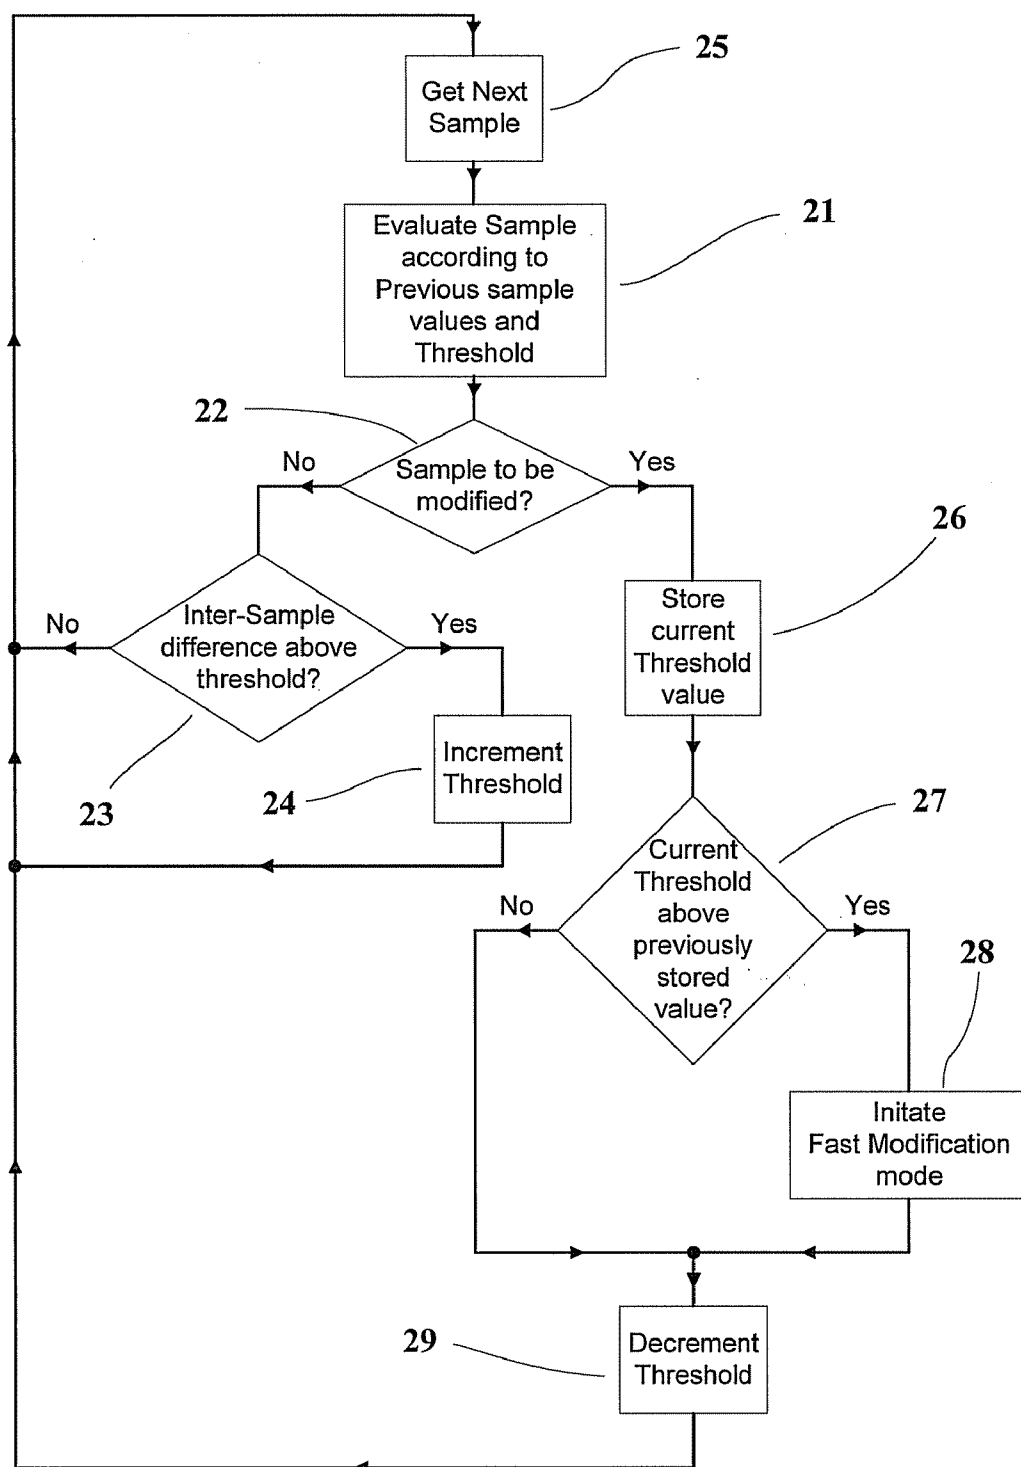 25
Get Next
Sample
21
Evaluate Sample
according to
Previous sample
values and
Threshold
22
No
Sample to be
modified?
Yes
26
Store
current
Threshold
value
No
Inter-Sample
difference above
threshold?
Yes
23
24
Increment
Threshold
27
Current
Threshold
above
previously
stored
value?
No
Yes
28
Initate
Fast Modification
mode
29
Decrement
Threshold